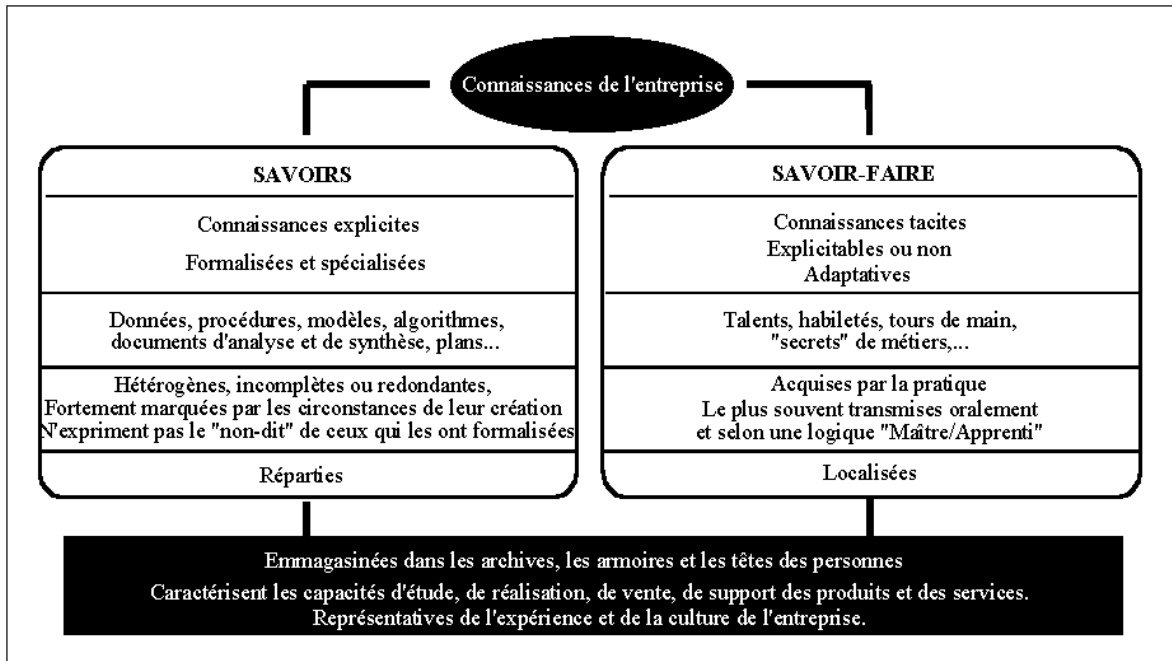 Connaissances de l'entreprise
SAVOIRS
Connaissances explicites
Formalisées et spécialisées
Données, procédures, modèles, algorithmes,
documents d'analyse et de synthèse, plans...
Hétérogènes, incomplètes ou redondantes,
Fortement marquées par les circonstances de leur création
N'expriment pas le "non-dit" de ceux qui les ont formalisées
Réparties
SAVOIR-FAIRE
Connaissances tacites
Explicitables ou non
Adaptatives
Talents, habiletés, tours de main,
"secrets" de métiers,...
Acquises par la pratique
Le plus souvent transmises oralement
et selon une logique "Maître/Apprenti"
Localisées
Emmagasinées dans les archives, les armoires et les têtes des personnes
Caractérisent les capacités d'étude, de réalisation, de vente, de support des produits et des services.
Représentatives de l'expérience et de la culture de l'entreprise.